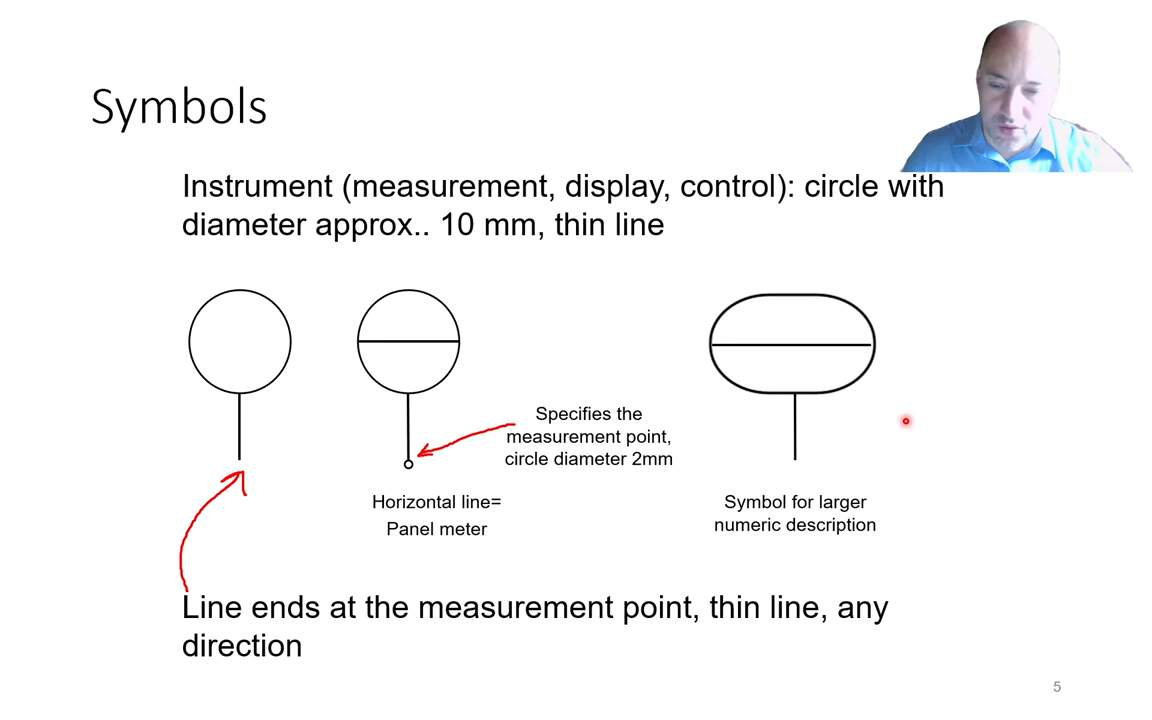 Symbols
Instrument (measurement, display, control): circle with
diameter approx.. 10 mm, thin line
Specifies the
measurement point,
circle diameter 2mm
Horizontal line=
Panel meter
Symbol for larger
numeric description
Line ends at the measurement point, thin line, any
direction
5